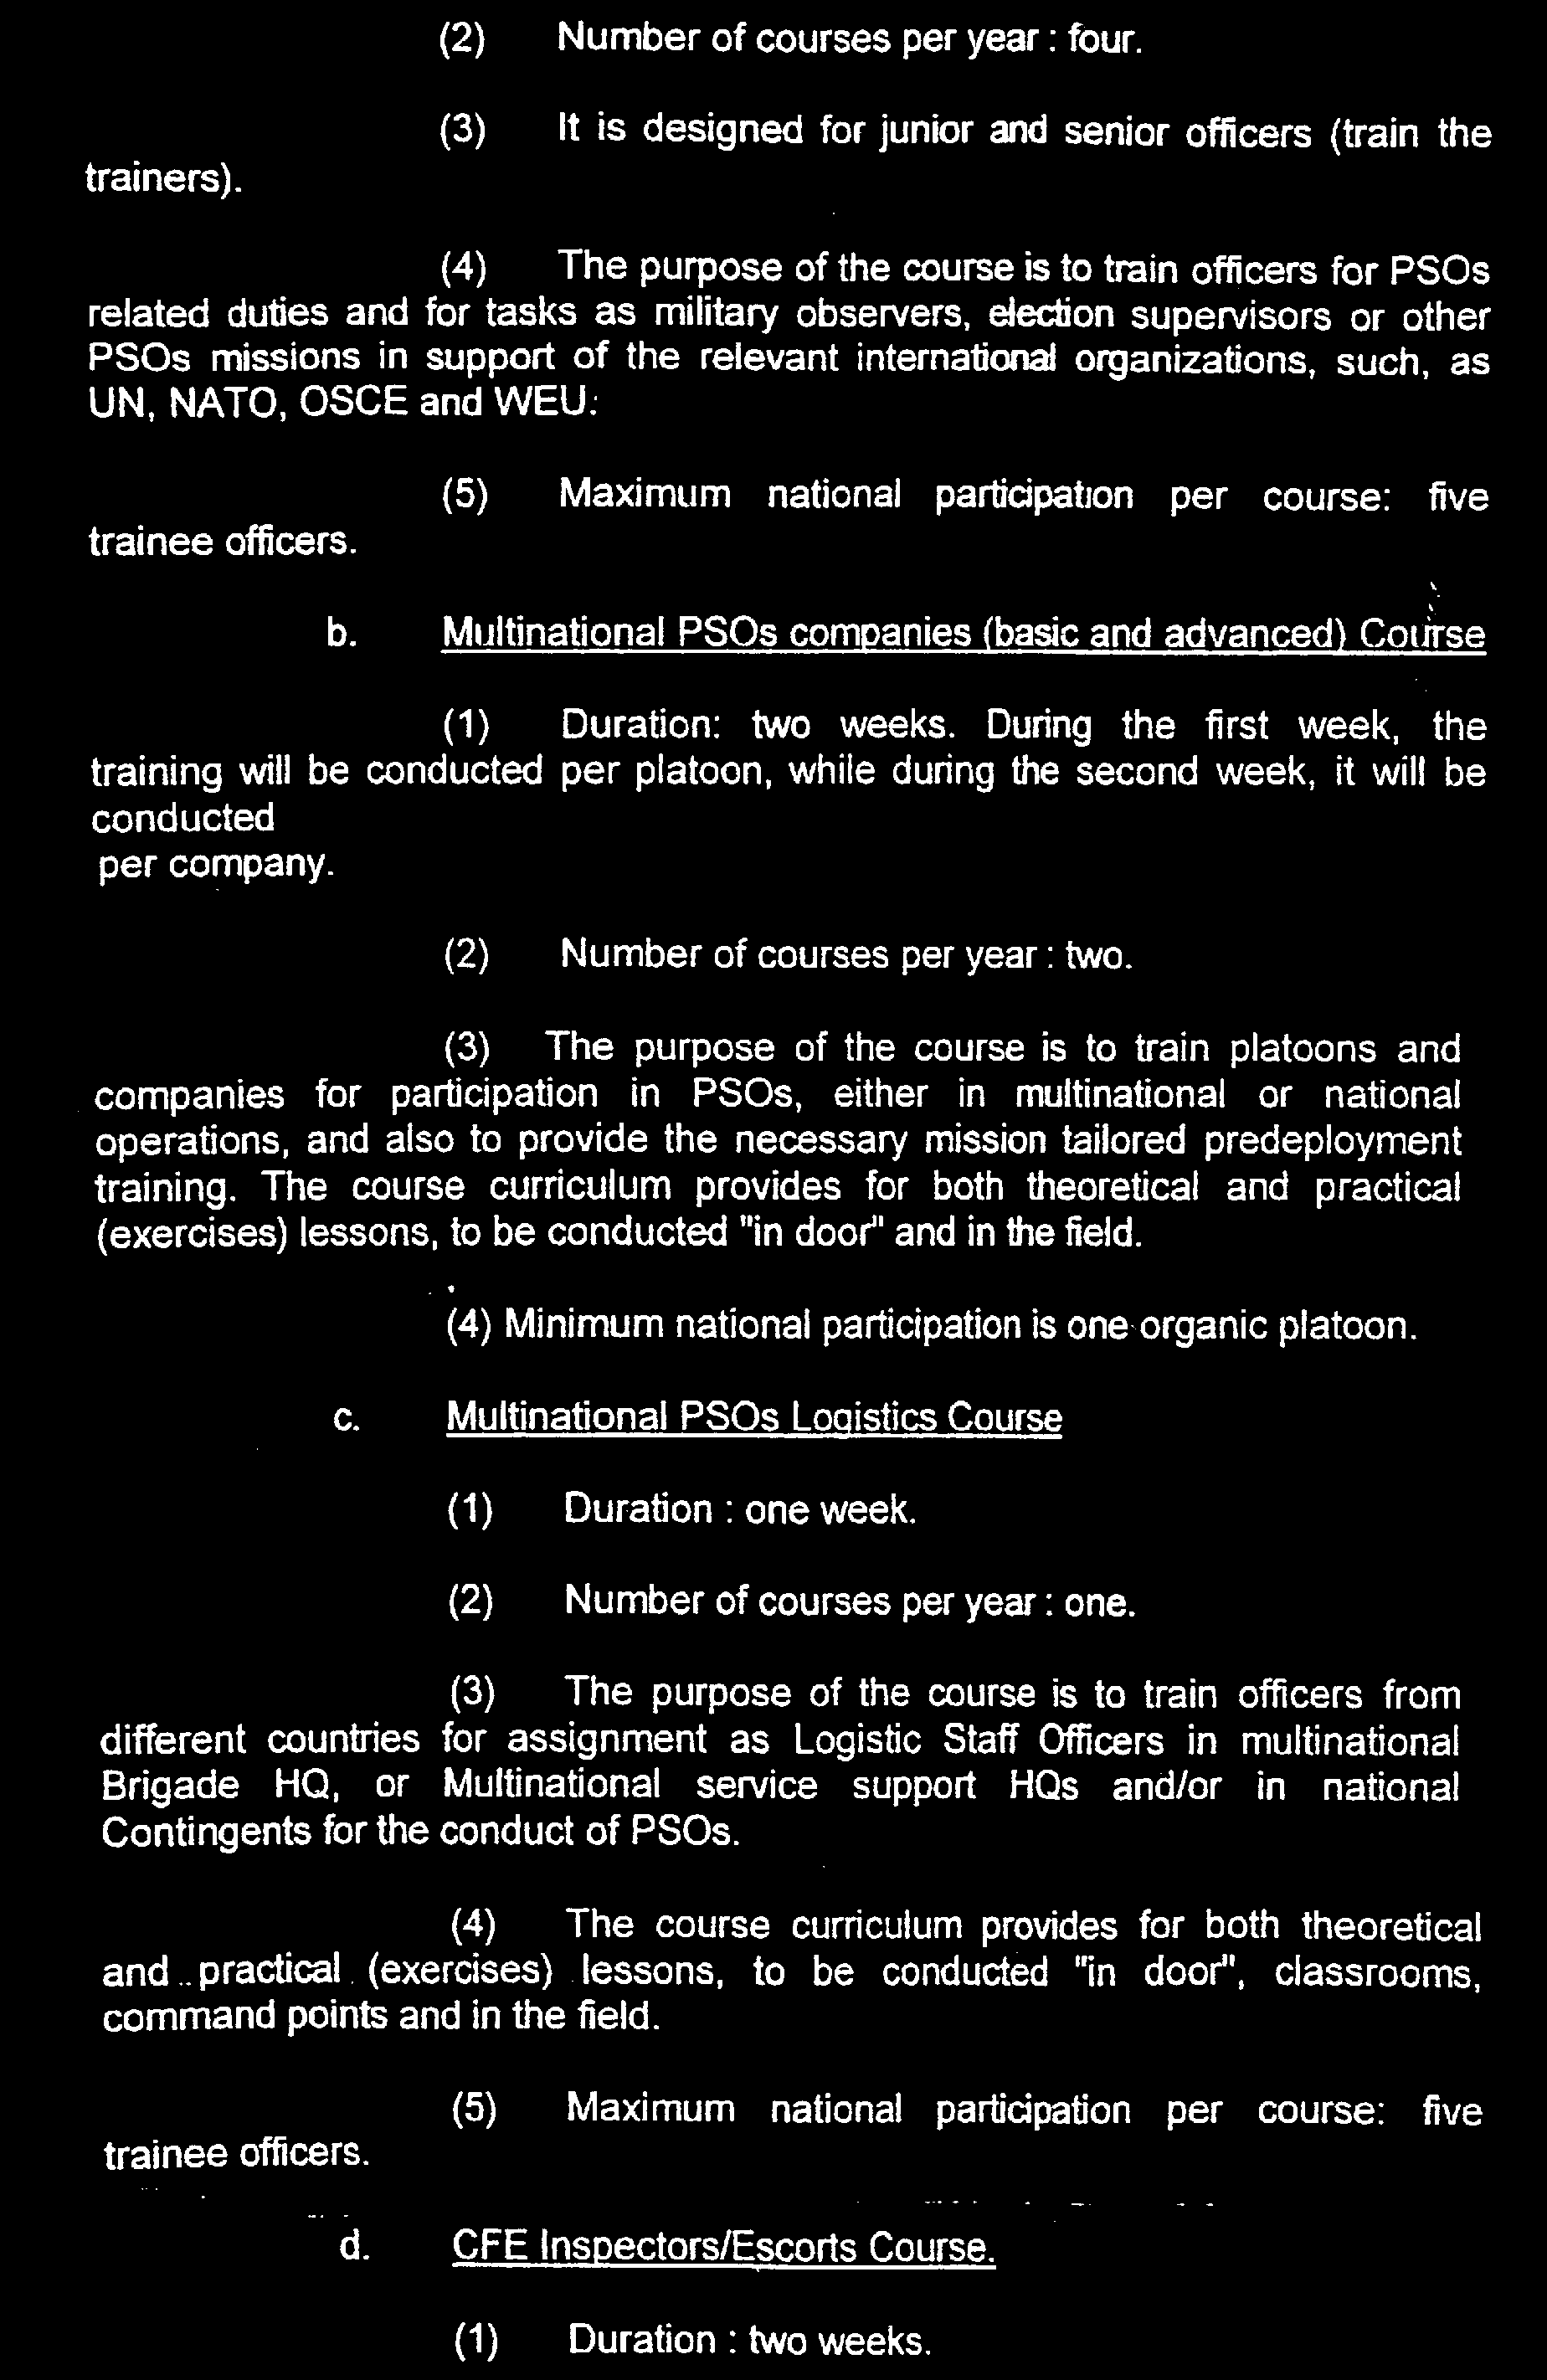 (2) Number of courses per year : four.
(3) It is designed for junior and senior officers (train the
trainers).
(4) The purpose of the course is to train officers for PSOs
related duties and for tasks as military observers, election supervisors or other
PSOs missions in support of the relevant international organizations, such, as
UN, NATO, OSCE and WEU:
(5) Maximum national participation per course: five
trainee officers.
b. Multinational PSOs companies (basic and advanced) Course
(1) Duration: two weeks. During the first week, the
training will be conducted per platoon, while during the second week, it will be
conducted
per company.
(2) Number of courses per year : two.
(3) The purpose of the course is to train platoons and
companies for participation in PSOs, either in multinational or national
operations, and also to provide the necessary mission tailored predeployment
training. The course curriculum provides for both theoretical and practical
(exercises) lessons, to be conducted "in door" and in the field.
(4) Minimum national participation is one organic platoon.
c. Multinational PSOs Logistics Course
(1) Duration : one week.
(2) Number of courses per year : one.
(3) The purpose of the course is to train officers from
different countries for assignment as Logistic Staff Officers in multinational
Brigade HQ, or Multinational service support HQs and/or in national
Contingents for the conduct of PSOs.
(4) The course curriculum provides for both theoretical
and practical (exercises) lessons, to be conducted "in door", classrooms,
command points and in the field.
(5) Maximum national participation per course: five
trainee officers.
d. CFE Inspectors/Escorts Course.
(1) Duration : two weeks.